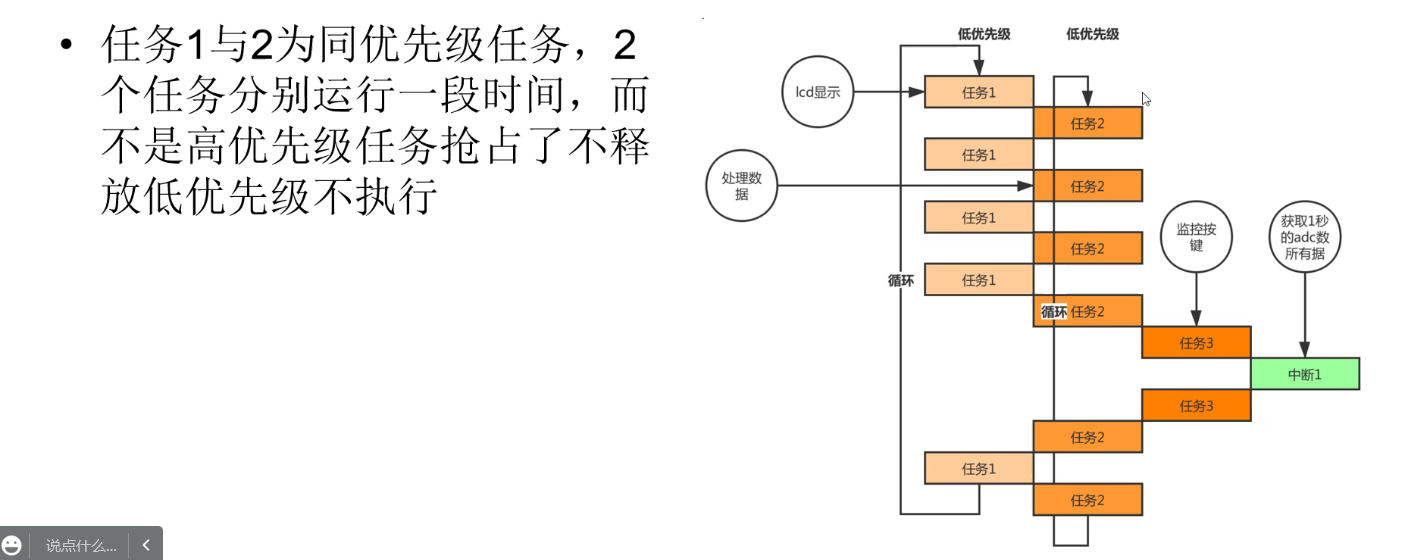 • 任务1与2为同优先级任务，2
个任务分别运行一段时间，而
不是高优先级任务抢占了不释
放低优先级不执行
低优先级
低优先级
lcd显示
任务1
任务2
任务1
处理数
据
任务2
任务1
任务2
监控按
键
获取1秒
的adc数
所有据
循环
任务1
循环
任务2
任务3
中断1
任务3
任务2
任务1
任务2
说点什么...